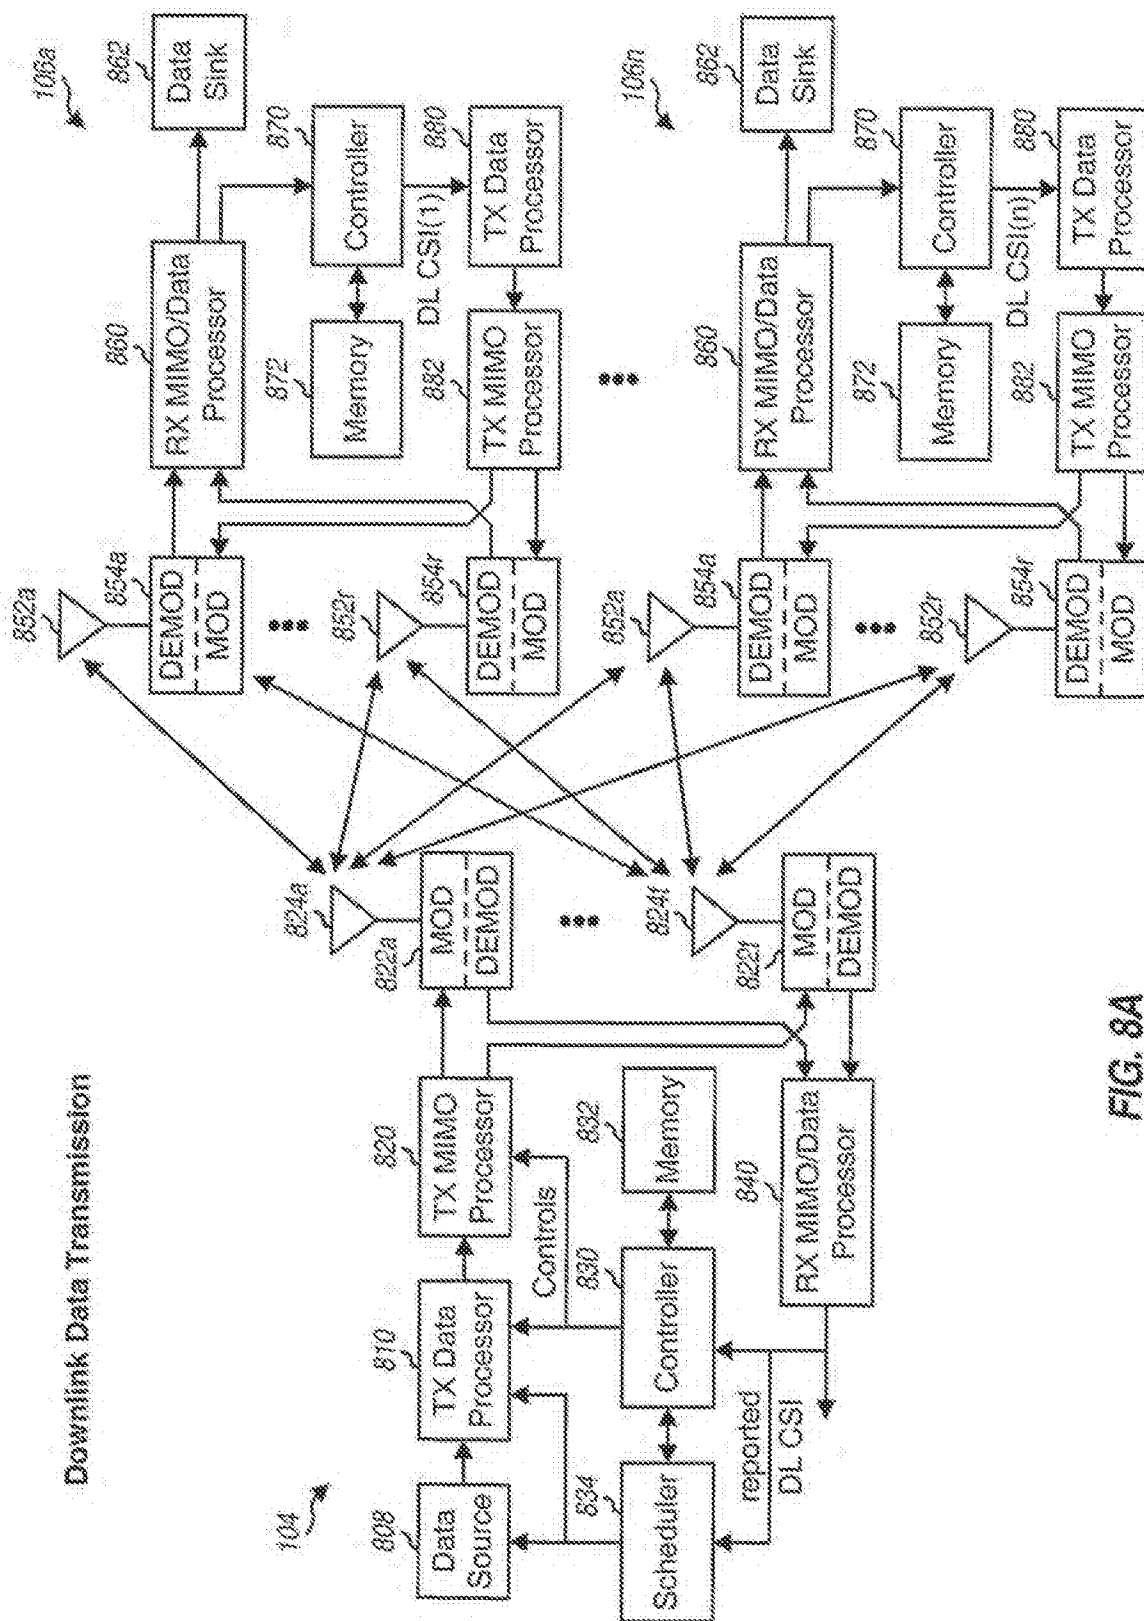 Downlink Data Transmission
104
808
Data
Source
810
TX Data
Processor
820
TX MIMO
Processor
822a
MOD
DEMOD
824a
Controls
834
Scheduler
830
Controller
832
Memory
822t
MOD
DEMOD
824t
reported
DL CSI
840
RX MIMO/Data
Processor
106a
852a
854a
DEMOD
MOD
860
RX MIMO/Data
Processor
862
Data
Sink
872
Memory
870
Controller
DL CSI(1)
852r
854r
DEMOD
MOD
882
TX MIMO
Processor
880
TX Data
Processor
106n
852a
854a
DEMOD
MOD
860
RX MIMO/Data
Processor
862
Data
Sink
872
Memory
870
Controller
DL CSI(n)
852r
854r
DEMOD
MOD
882
TX MIMO
Processor
880
TX Data
Processor
FIG. 8A